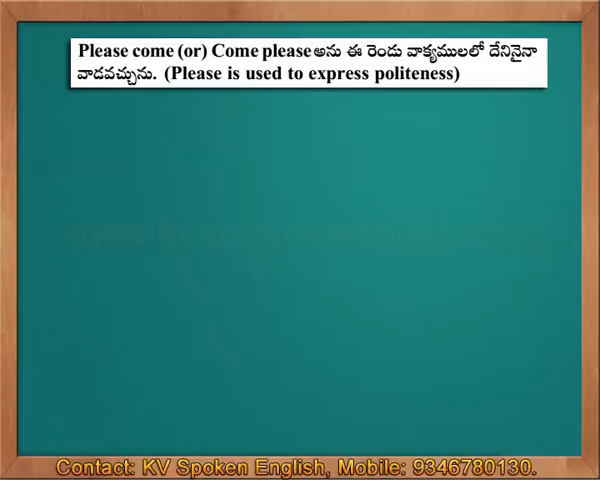 Please come (or) Come please అను ఈ రెండు వాక్యములలో దేనినైనా
వాడవచ్చును. (Please is used to express politeness)
Contact: KV Spoken English, Mobile: 9346780130.